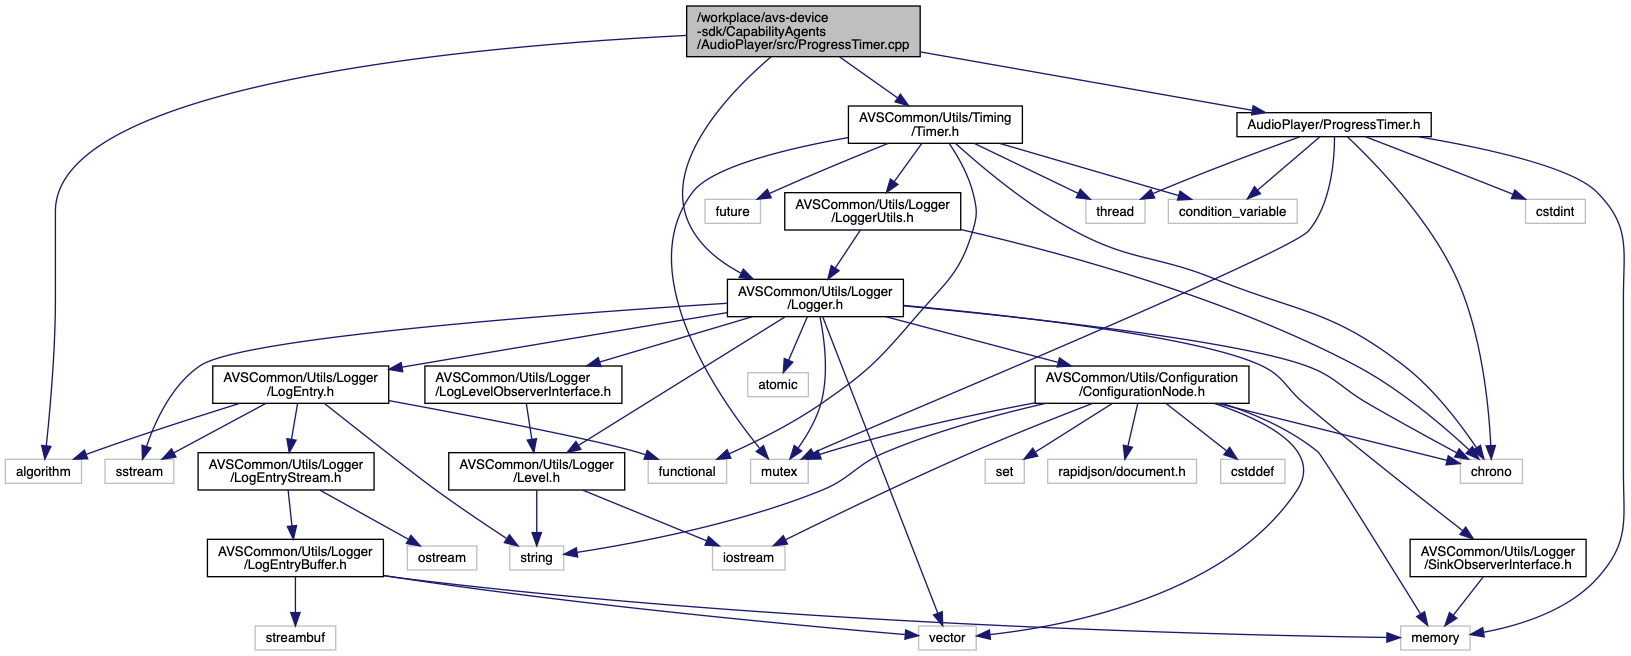 /workplace/avs-device
-sdk/CapabilityAgents
/AudioPlayer/src/ProgressTimer.cpp
AVSCommon/Utils/Timing
/Timer.h
AudioPlayer/ProgressTimer.h
future
AVSCommon/Utils/Logger
/LoggerUtils.h
thread
condition_variable
cstdint
AVSCommon/Utils/Logger
/Logger.h
AVSCommon/Utils/Logger
/LogEntry.h
AVSCommon/Utils/Logger
/LogLevelObserverInterface.h
atomic
AVSCommon/Utils/Configuration
/ConfigurationNode.h
algorithm
sstream
AVSCommon/Utils/Logger
/LogEntryStream.h
AVSCommon/Utils/Logger
/Level.h
functional
mutex
set
rapidjson/document.h
cstddef
chrono
AVSCommon/Utils/Logger
/LogEntryBuffer.h
ostream
string
iostream
AVSCommon/Utils/Logger
/SinkObserverInterface.h
streambuf
vector
memory